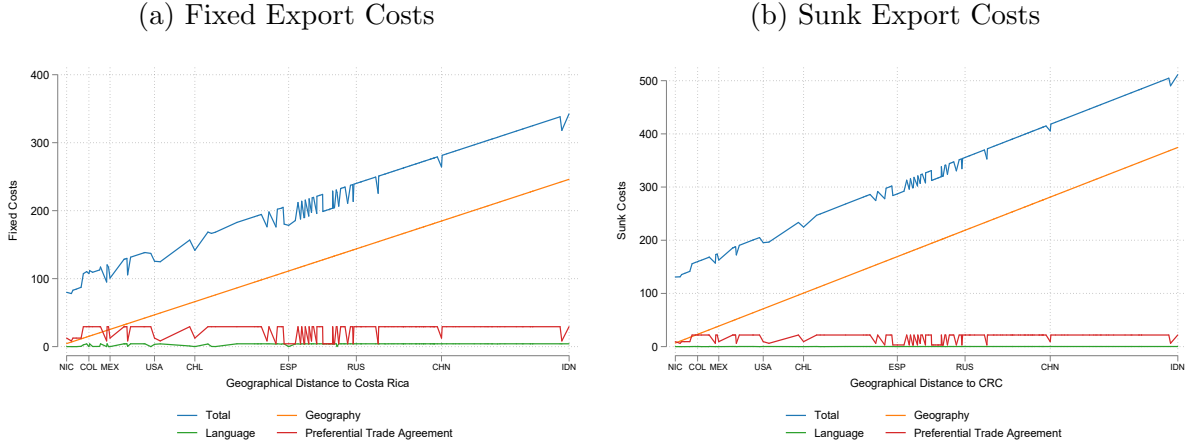 (a) Fixed Export Costs
400
300
200
100
0
Fixed Costs
NIC COL MEX USA CHL ESP RUS CHN IDN
Geographical Distance to Costa Rica
Total Geography
Language Preferential Trade Agreement
(b) Sunk Export Costs
500
400
300
200
100
0
Sunk Costs
NIC COL MEX USA CHL ESP RUS CHN IDN
Geographical Distance to CRC
Total Geography
Language Preferential Trade Agreement